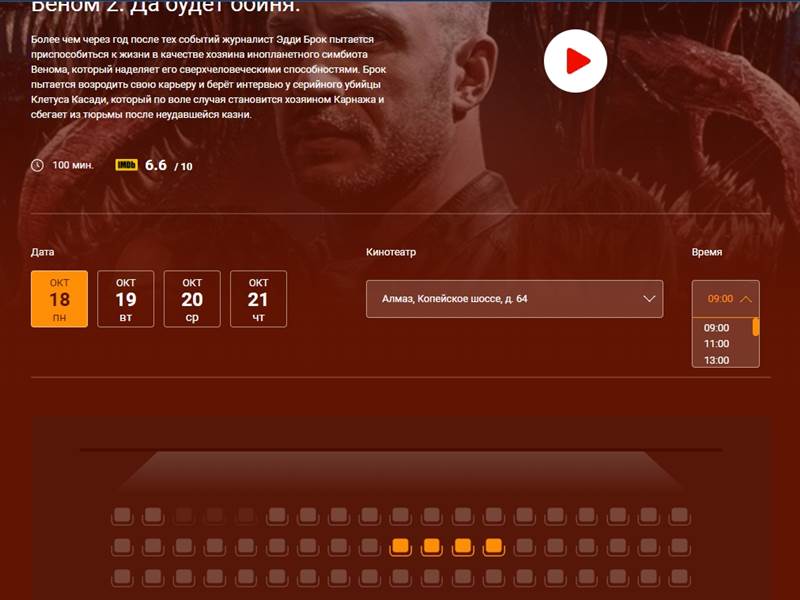 Веном 2. Да будет бойня.
Более чем через год после тех событий журналист Эдди Брок пытается
приспособиться к жизни в качестве хозяина инопланетного симбиота
Венома, который наделяет его сверхчеловеческими способностями. Брок
пытается возродить свою карьеру и берёт интервью у серийного убийцы
Клетуса Касади, который по воле случая становится хозяином Карнажа и
сбегает из тюрьмы после неудавшейся казни.
100 мин. IMDb 6.6 / 10
Дата
Кинотеатр
Время
ОКТ
18
пн
ОКТ
19
вт
ОКТ
20
ср
ОКТ
21
чт
Алмаз, Копейское шоссе, д. 64
09:00
09:00
11:00
13:00